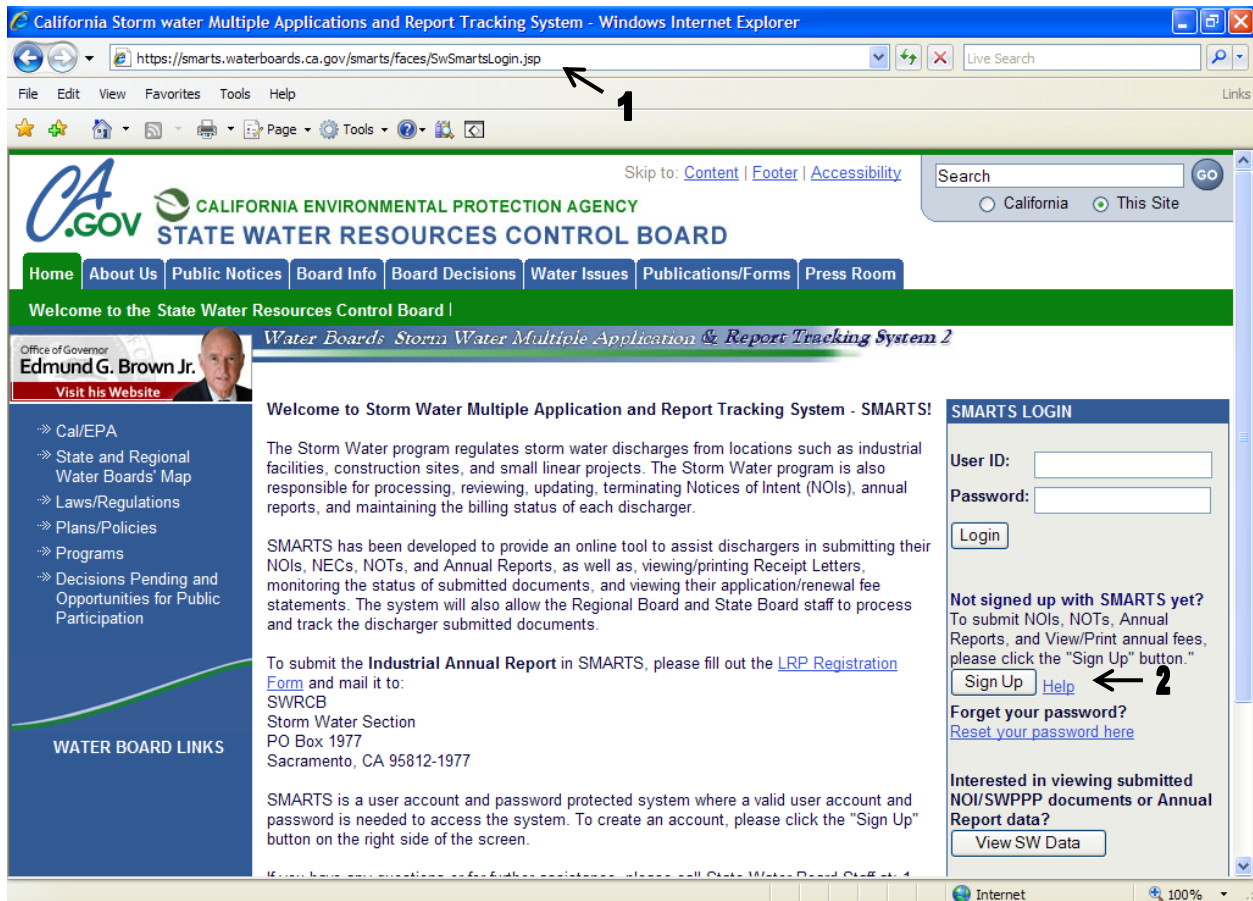 California Storm water Multiple Applications and Report Tracking System - Windows Internet Explorer
https://smarts.waterboards.ca.gov/smarts/faces/SwSmartsLogin.jsp
Live Search
1
File Edit View Favorites Tools Help
Links
Page Tools
Skip to: Content | Footer | Accessibility
Search
GO
California This Site
CA.GOV
CALIFORNIA ENVIRONMENTAL PROTECTION AGENCY
STATE WATER RESOURCES CONTROL BOARD
Home About Us Public Notices Board Info Board Decisions Water Issues Publications/Forms Press Room
Welcome to the State Water Resources Control Board |
Office of Governor
Edmund G. Brown Jr.
Visit his Website
Cal/EPA
State and Regional
Water Boards' Map
Laws/Regulations
Plans/Policies
Programs
Decisions Pending and
Opportunities for Public
Participation
WATER BOARD LINKS
Water Boards Storm Water Multiple Application & Report Tracking System 2
Welcome to Storm Water Multiple Application and Report Tracking System - SMARTS!
The Storm Water program regulates storm water discharges from locations such as industrial
facilities, construction sites, and small linear projects. The Storm Water program is also
responsible for processing, reviewing, updating, terminating Notices of Intent (NOIs), annual
reports, and maintaining the billing status of each discharger.
SMARTS has been developed to provide an online tool to assist dischargers in submitting their
NOIs, NECs, NOTs, and Annual Reports, as well as, viewing/printing Receipt Letters,
monitoring the status of submitted documents, and viewing their application/renewal fee
statements. The system will also allow the Regional Board and State Board staff to process
and track the discharger submitted documents.
To submit the Industrial Annual Report in SMARTS, please fill out the LRP Registration
Form and mail it to:
SWRCB
Storm Water Section
PO Box 1977
Sacramento, CA 95812-1977
SMARTS is a user account and password protected system where a valid user account and
password is needed to access the system. To create an account, please click the "Sign Up"
button on the right side of the screen.
If you have any questions or for further assistance, please call State Water Board Staff at: 1
SMARTS LOGIN
User ID:
Password:
Login
Not signed up with SMARTS yet?
To submit NOIs, NOTs, Annual
Reports, and View/Print annual fees,
please click the "Sign Up" button."
Sign Up Help 2
Forget your password?
Reset your password here
Interested in viewing submitted
NOI/SWPPP documents or Annual
Report data?
View SW Data
Internet 100%